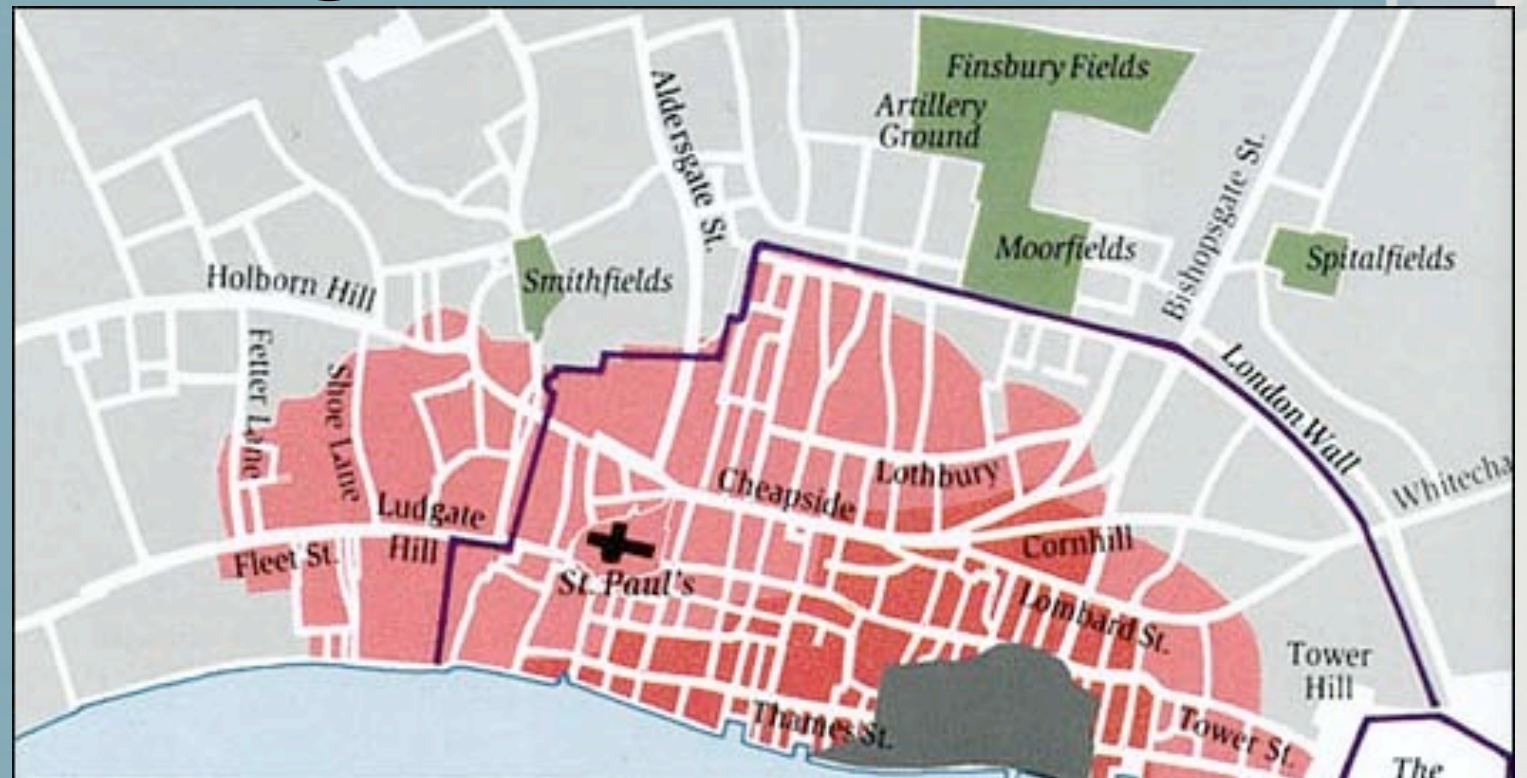 Finsbury Fields
Artillery
Ground
Aldersgate St.
Bishopsgate St.
Moorfields
Spitalfields
Smithfields
Holborn Hill
Fetter Lane
Shoe Lane
London Wall
Whitecha
Lothbury
Cheapside
Ludgate
Hill
Fleet St.
Cornhill
St. Paul's
Lombard St.
Tower
Hill
Thames St.
Tower St.
The